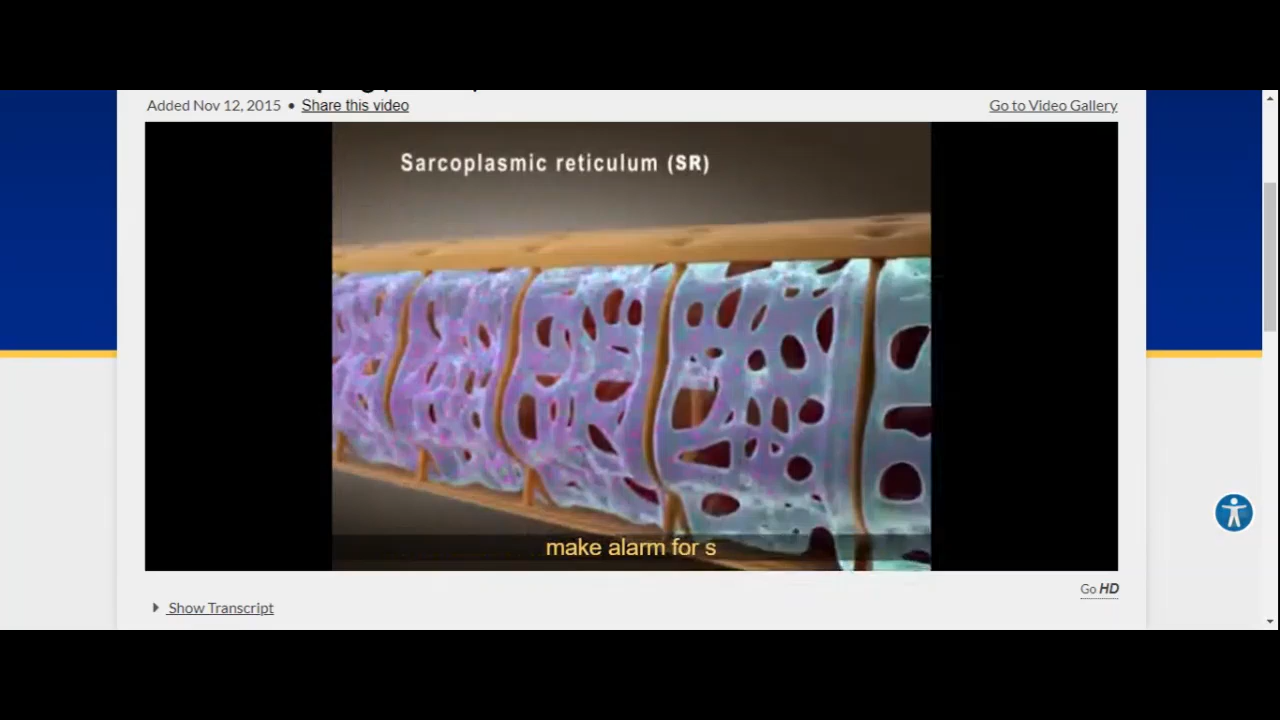 Added Nov 12, 2015 • Share this video
Go to Video Gallery
Sarcoplasmic reticulum (SR)
make alarm for s
Go HD
Show Transcript